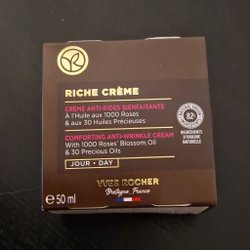 RICHE CRÈME
CRÈME ANTI-RIDES BIENFAISANTE
À l'Huile aux 1000 Roses
& aux 30 Huiles Précieuses
COMFORTING ANTI-WRINKLE CREAM
With 1000 Roses' Blossom Oil
& 30 Precious Oils
JOUR • DAY
82%
INGRÉDIENTS
D'ORIGINE
NATURELLE
YVES ROCHER
Bretagne, France
e 50 ml